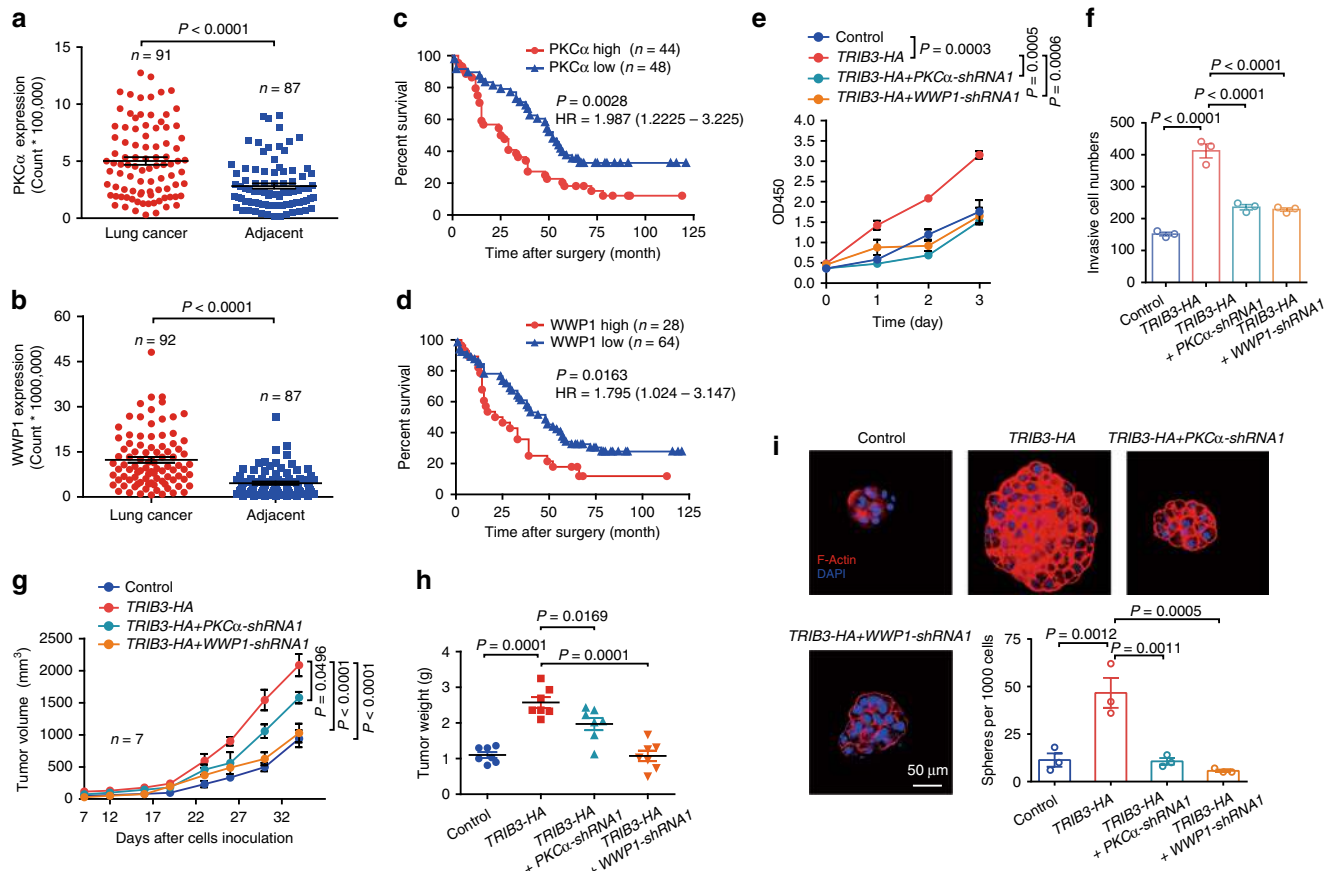 a
P < 0.0001
n = 91
n = 87
PKCα expression
(Count * 100,000)
15
10
5
0
Lung cancer
Adjacent
b
P < 0.0001
n = 92
n = 87
WWP1 expression
(Count * 1000,000)
60
45
30
15
0
Lung cancer
Adjacent
c
PKCα high (n = 44)
PKCα low (n = 48)
P = 0.0028
HR = 1.987 (1.2225 – 3.225)
Percent survival
100
80
60
40
20
0
0 25 50 75 100 125
Time after surgery (month)
d
WWP1 high (n = 28)
WWP1 low (n = 64)
P = 0.0163
HR = 1.795 (1.024 – 3.147)
Percent survival
100
80
60
40
20
0
0 25 50 75 100 125
Time after surgery (month)
e
Control
TRIB3-HA
TRIB3-HA+PKCα-shRNA1
TRIB3-HA+WWP1-shRNA1
P = 0.0003
P = 0.0005
P = 0.0006
OD450
4.0
3.5
3.0
2.5
2.0
1.5
1.0
0.5
0.0
0 1 2 3
Time (day)
f
P < 0.0001
< 0.0001
< 0.0001
Invasive cell numbers
500
400
300
200
100
0
Control
TRIB3-HA
TRIB3-HA
+ PKCα-shRNA1
TRIB3-HA
+ WWP1-shRNA1
g
Control
TRIB3-HA
TRIB3-HA+PKCα-shRNA1
TRIB3-HA+WWP1-shRNA1
Tumor volume (mm³)
2500
2000
1500
1000
500
0
n = 7
P = 0.0496
P < 0.0001
P < 0.0001
7 12 17 22 27 32
Days after cells inoculation
h
P = 0.0169
P = 0.0001
P = 0.0001
Tumor weight (g)
4
3
2
1
0
Control
TRIB3-HA
TRIB3-HA
+ PKCα-shRNA1
TRIB3-HA
+ WWP1-shRNA1
i
Control
TRIB3-HA
TRIB3-HA+PKCα-shRNA1
F-Actin
DAPI
TRIB3-HA+WWP1-shRNA1
50 μm
P = 0.0005
P = 0.0012
P = 0.0011
Spheres per 1000 cells
75
50
25
0
Control
TRIB3-HA
TRIB3-HA
+ PKCα-shRNA1
TRIB3-HA
+ WWP1-shRNA1